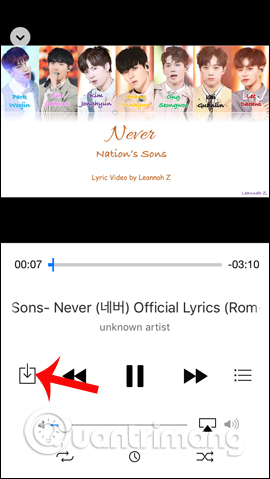 Park Woojin
Kim Jonghyun
Ong Seongwoo
Lai Guanlin
Lee Daehwi
Never
Nation's Sons
Lyric Video by Leannah Z
Leannah Z.
00:07
-03:10
Sons- Never (네버) Official Lyrics (Rom
unknown artist
Quantrimang